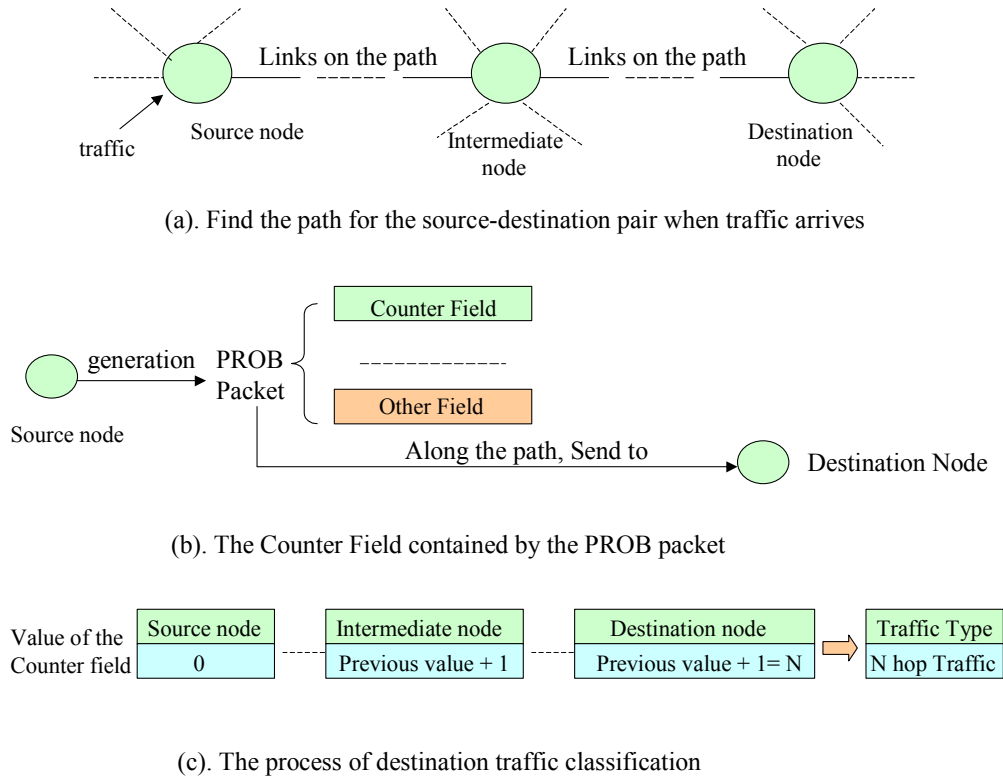 Links on the path
Links on the path
Source node
Intermediate
node
Destination
node
traffic
(a). Find the path for the source-destination pair when traffic arrives
Counter Field
generation
PROB
Packet
Other Field
Source node
Along the path, Send to
Destination Node
(b). The Counter Field contained by the PROB packet
Value of the
Counter field
Source node
0
Intermediate node
Previous value + 1
Destination node
Previous value + 1= N
Traffic Type
N hop Traffic
(c). The process of destination traffic classification